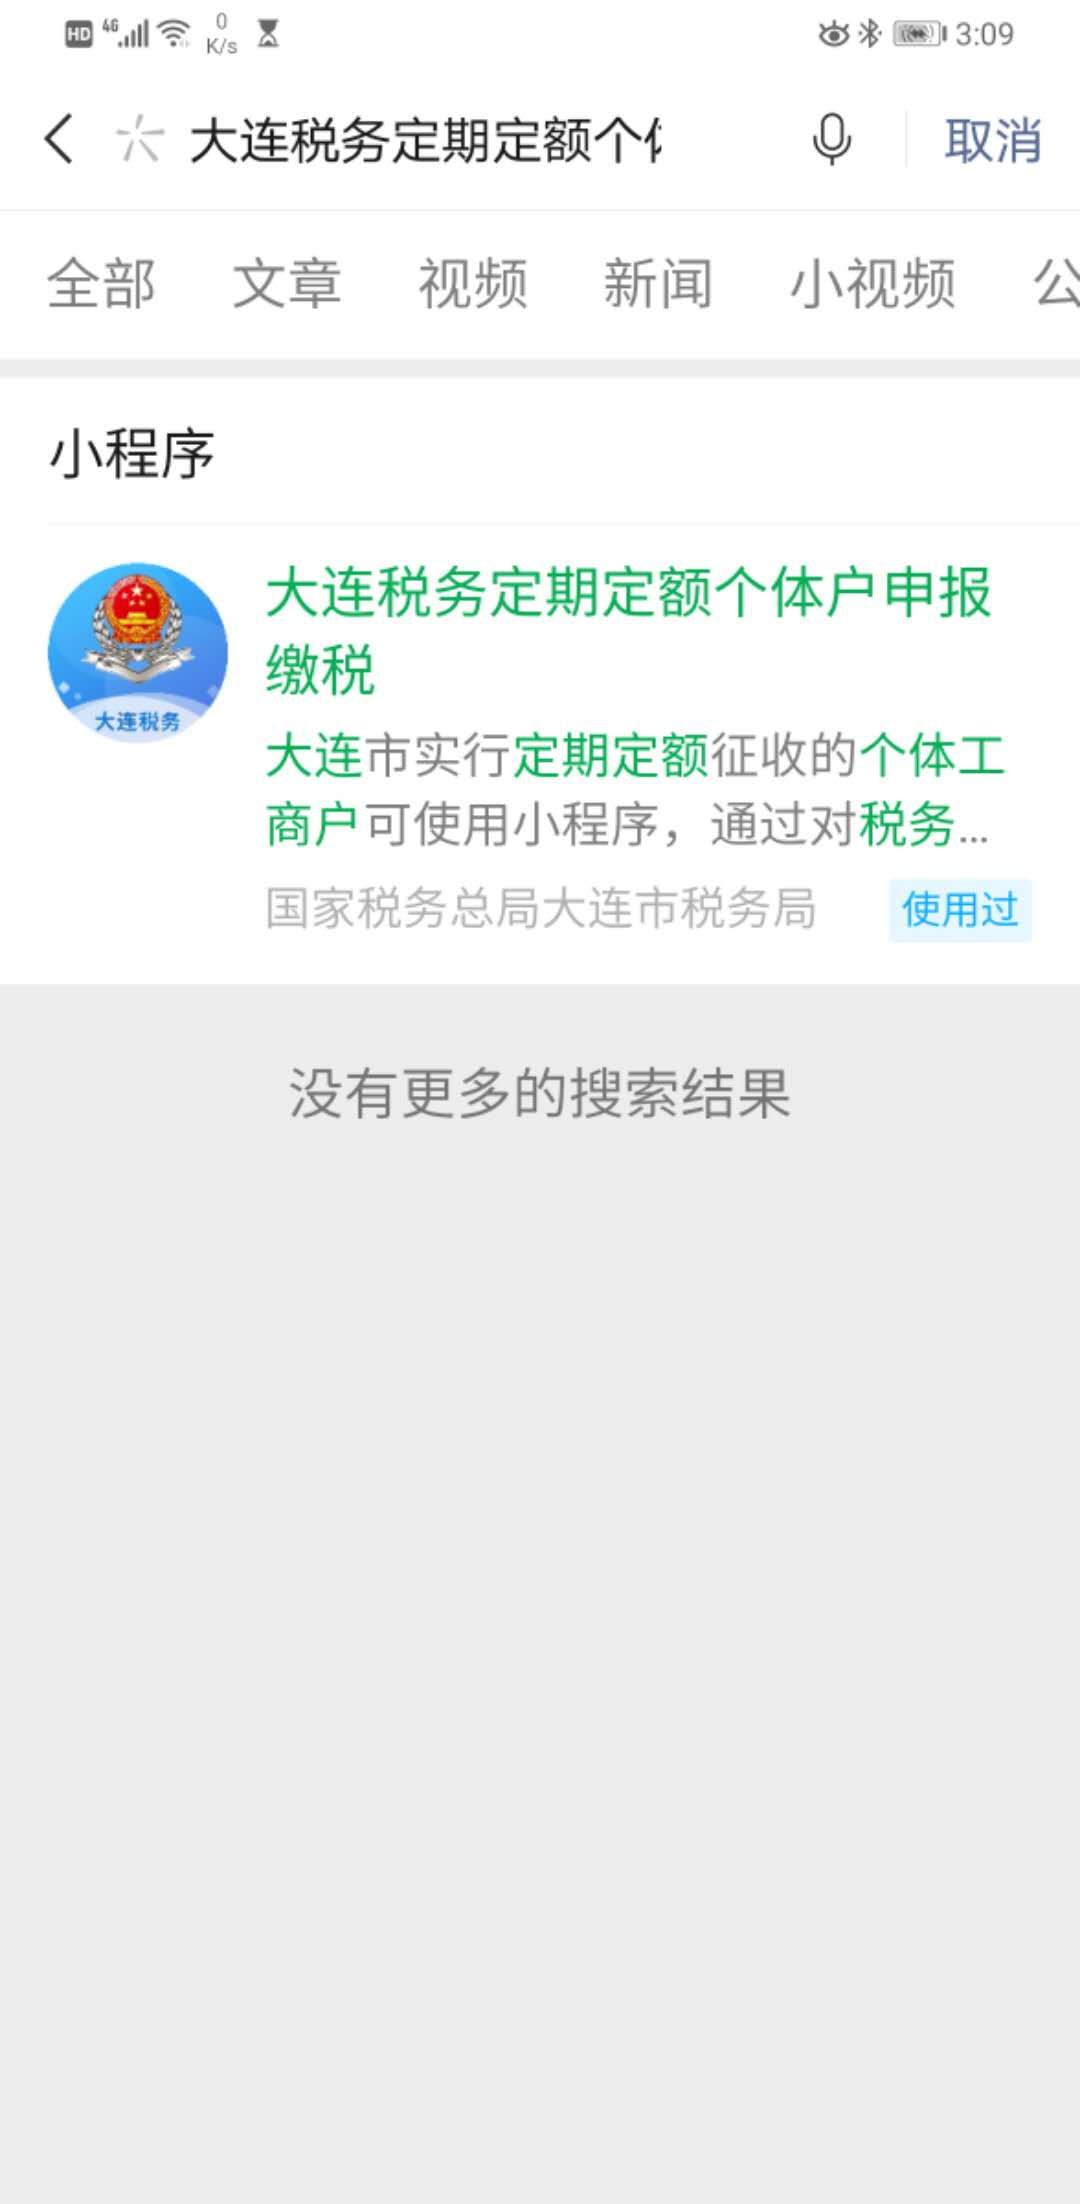 HD 4G 0 K/s 3:09
大连税务定期定额个 取消
全部 文章 视频 新闻 小视频 公
小程序
大连税务定期定额个体户申报
缴税
大连市实行定期定额征收的个体工
商户可使用小程序，通过对税务...
大连税务
国家税务总局大连市税务局 使用过
没有更多的搜索结果